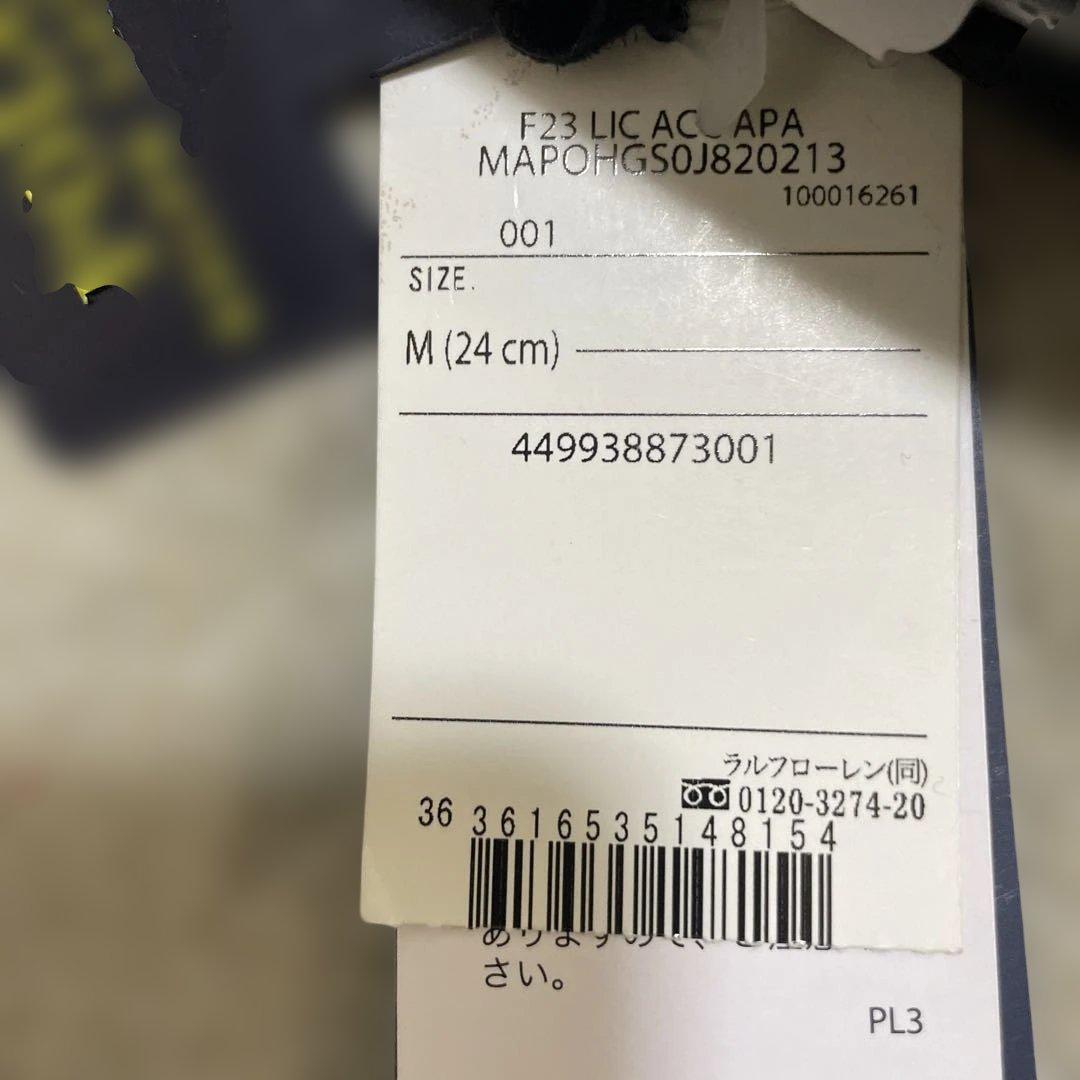 F23 LIC ACC APA
MAPOHGS0J820213
100016261
001
SIZE.
M (24 cm)
449938873001
ラルフローレン(同)
0120-3274-20
36 3616535148154
さい。
PL3